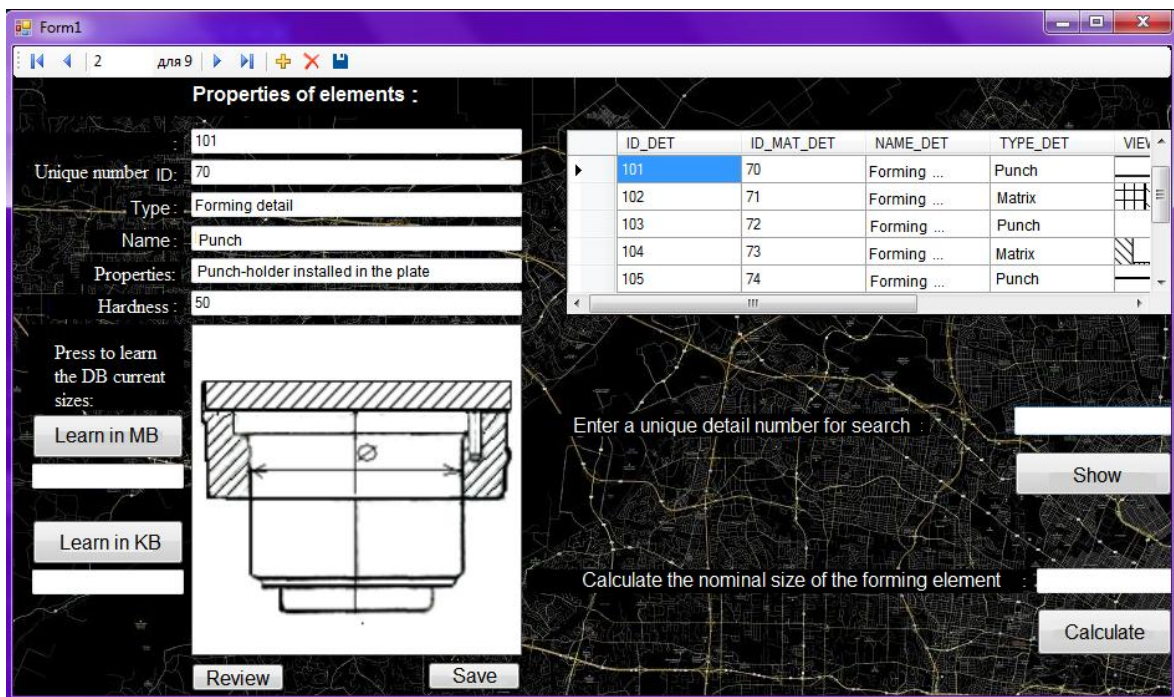 Form1
2 для 9
Properties of elements :
: 101
Unique number ID: 70
Type : Forming detail
Name : Punch
Properties: Punch-holder installed in the plate
Hardness : 50
ID_DET ID_MAT_DET NAME_DET TYPE_DET VIEW
101 70 Forming ... Punch
102 71 Forming ... Matrix
103 72 Forming ... Punch
104 73 Forming ... Matrix
105 74 Forming ... Punch
Press to learn
the DB current
sizes:
Learn in MB
Learn in KB
Ø
Review
Save
Enter a unique detail number for search :
Show
Calculate the nominal size of the forming element :
Calculate